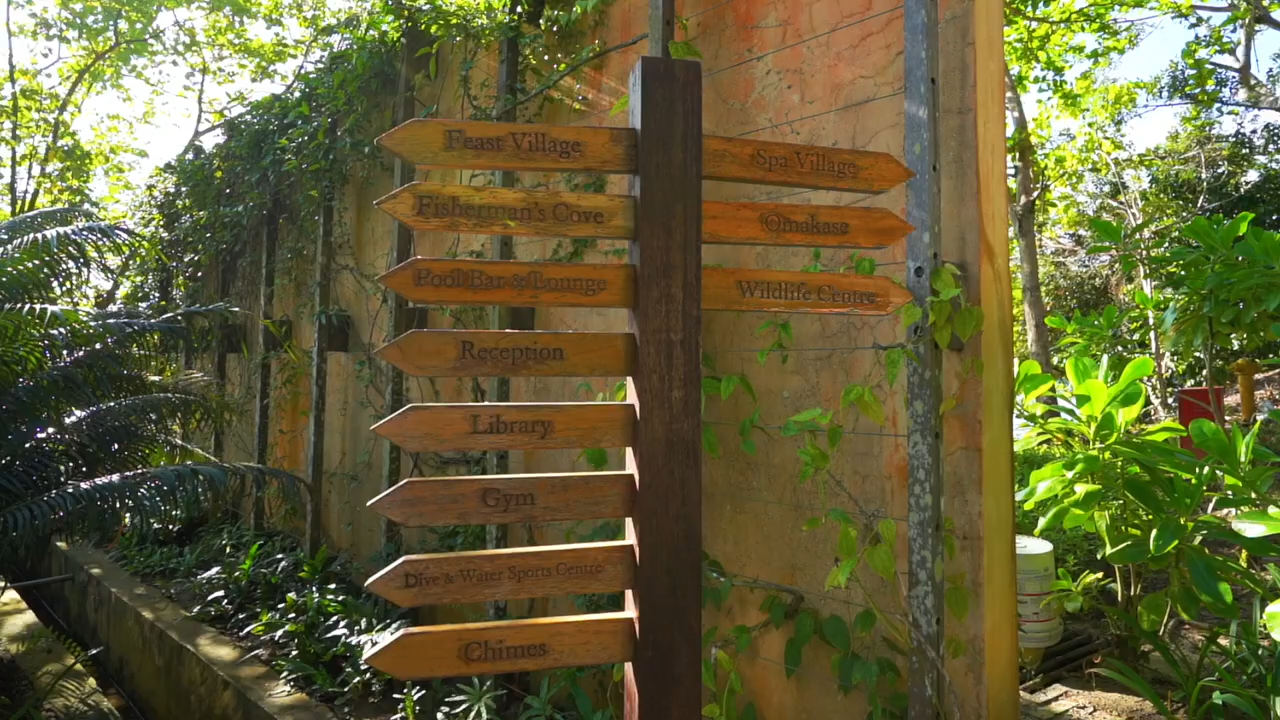 Feast Village
Spa Village
Fisherman's Cove
Omakase
Pool Bar & Lounge
Wildlife Centre
Reception
Library
Gym
Dive & Water Sports Centre
Chimes